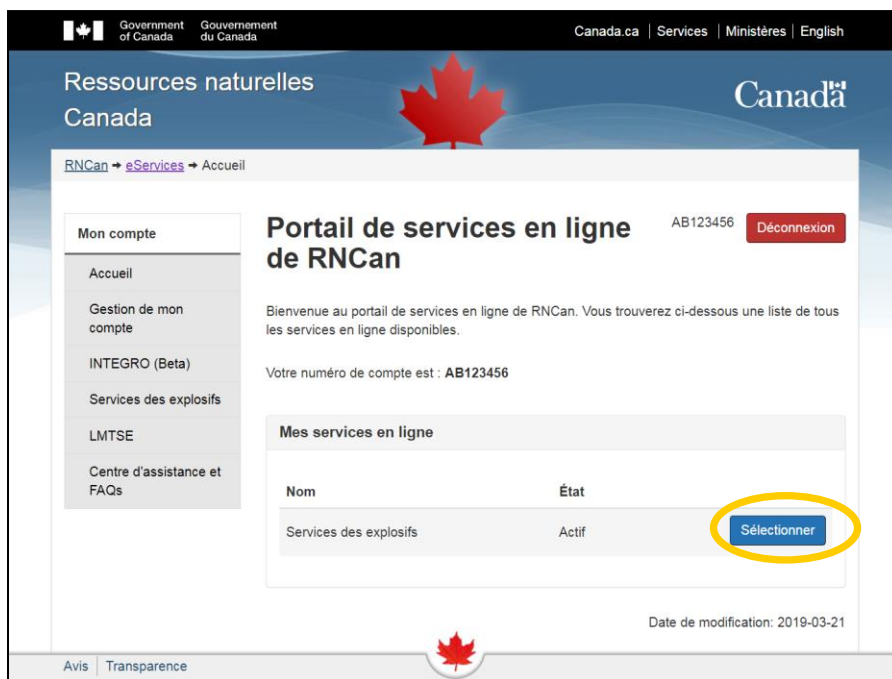 Government of Canada
Gouvernement du Canada
Canada.ca | Services | Ministères | English
Ressources naturelles
Canada
Canada
RNCan → eServices → Accueil
Mon compte
Accueil
Gestion de mon
compte
INTEGRO (Beta)
Services des explosifs
LMTSE
Centre d'assistance et
FAQs
Portail de services en ligne
de RNCan
AB123456
Déconnexion
Bienvenue au portail de services en ligne de RNCan. Vous trouverez ci-dessous une liste de tous
les services en ligne disponibles.
Votre numéro de compte est : AB123456
Mes services en ligne
Nom État
Services des explosifs Actif Sélectionner
Date de modification: 2019-03-21
Avis | Transparence